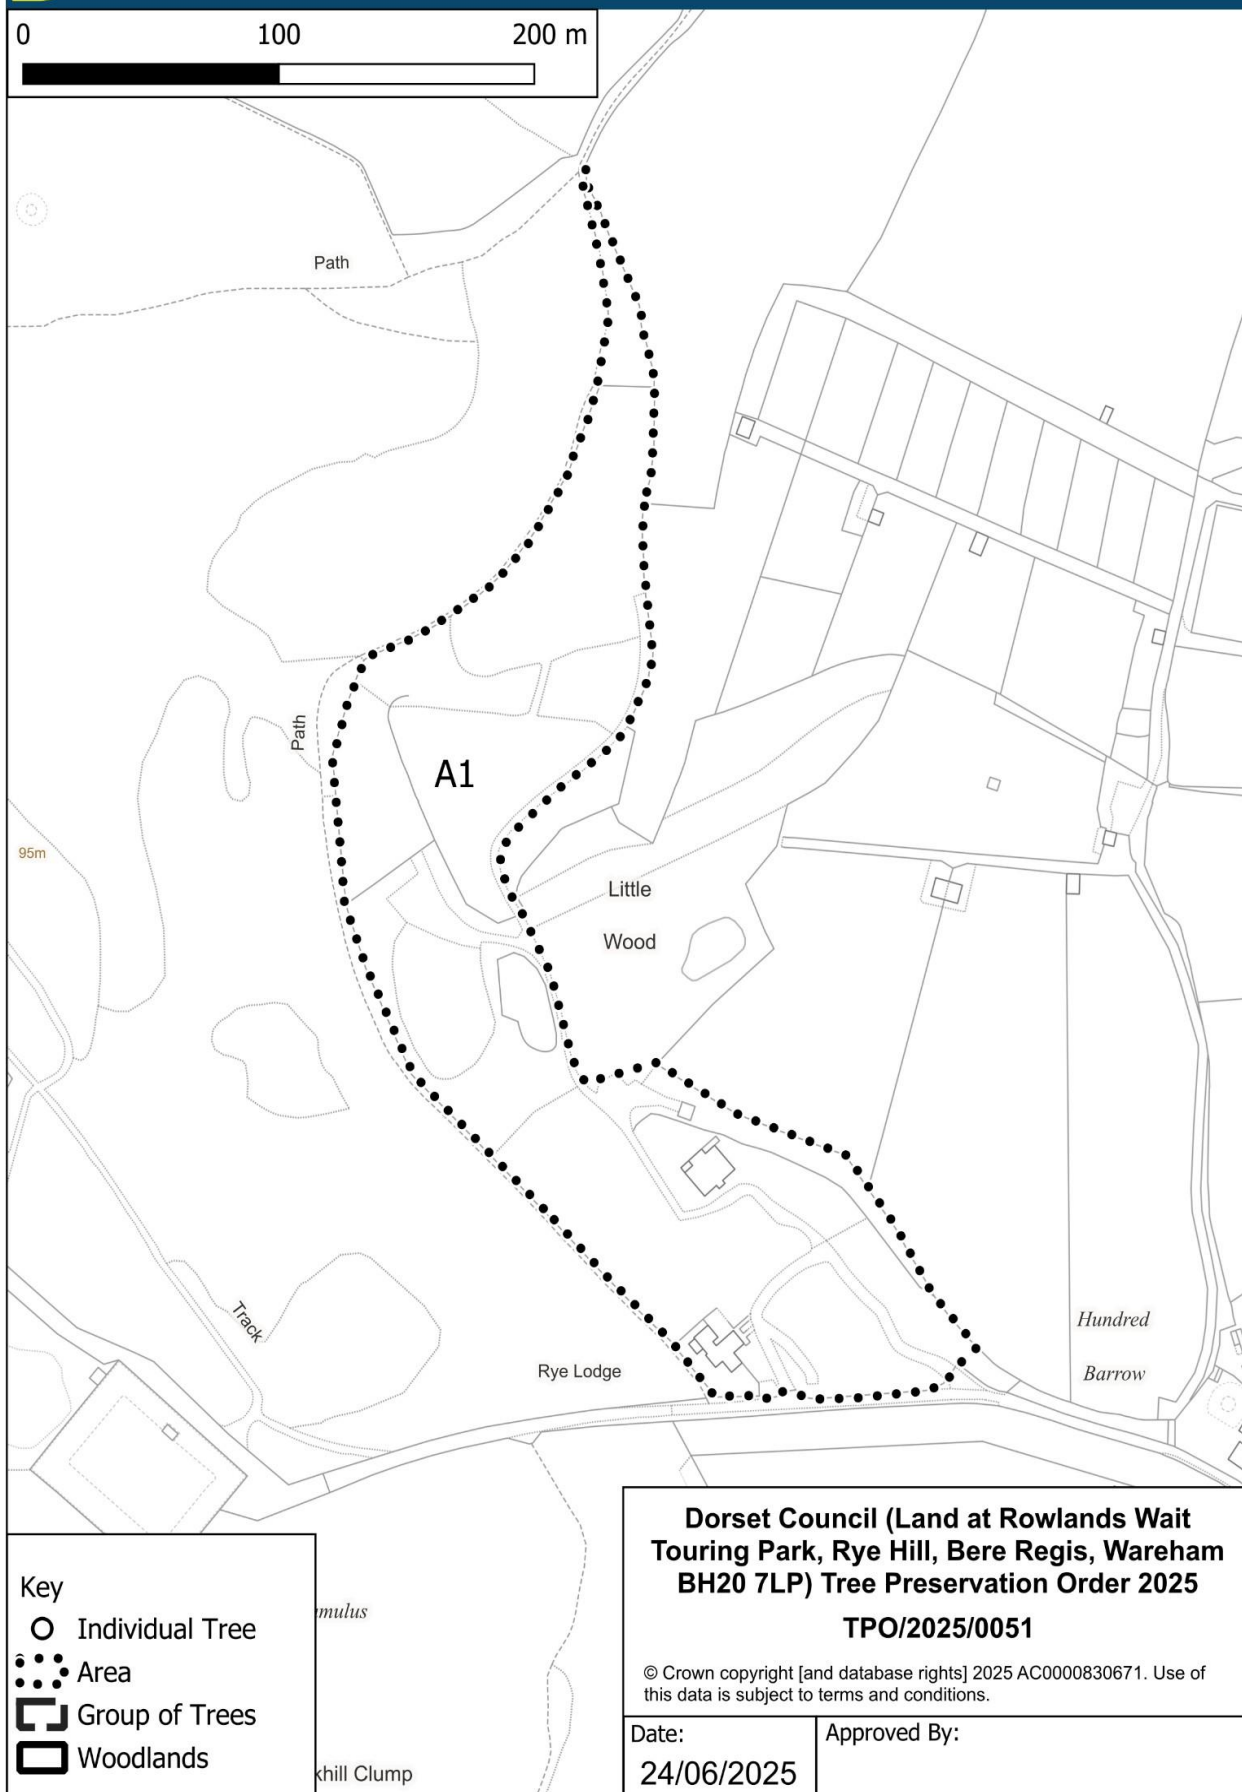 0 100 200 m
Path
Path
A1
95m
Little
Wood
Track
Hundred
Barrow
Rye Lodge
Dorset Council (Land at Rowlands Wait
Touring Park, Rye Hill, Bere Regis, Wareham
BH20 7LP) Tree Preservation Order 2025
TPO/2025/0051
© Crown copyright [and database rights] 2025 AC0000830671. Use of
this data is subject to terms and conditions.
Date:
24/06/2025
Approved By:
Key
Individual Tree
Area
Group of Trees
Woodlands
umulus
khill Clump